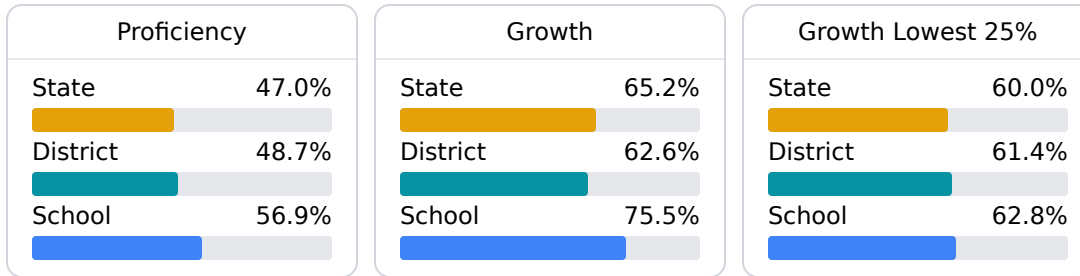 Proficiency
State 47.0%
District 48.7%
School 56.9%
Growth
State 65.2%
District 62.6%
School 75.5%
Growth Lowest 25%
State 60.0%
District 61.4%
School 62.8%